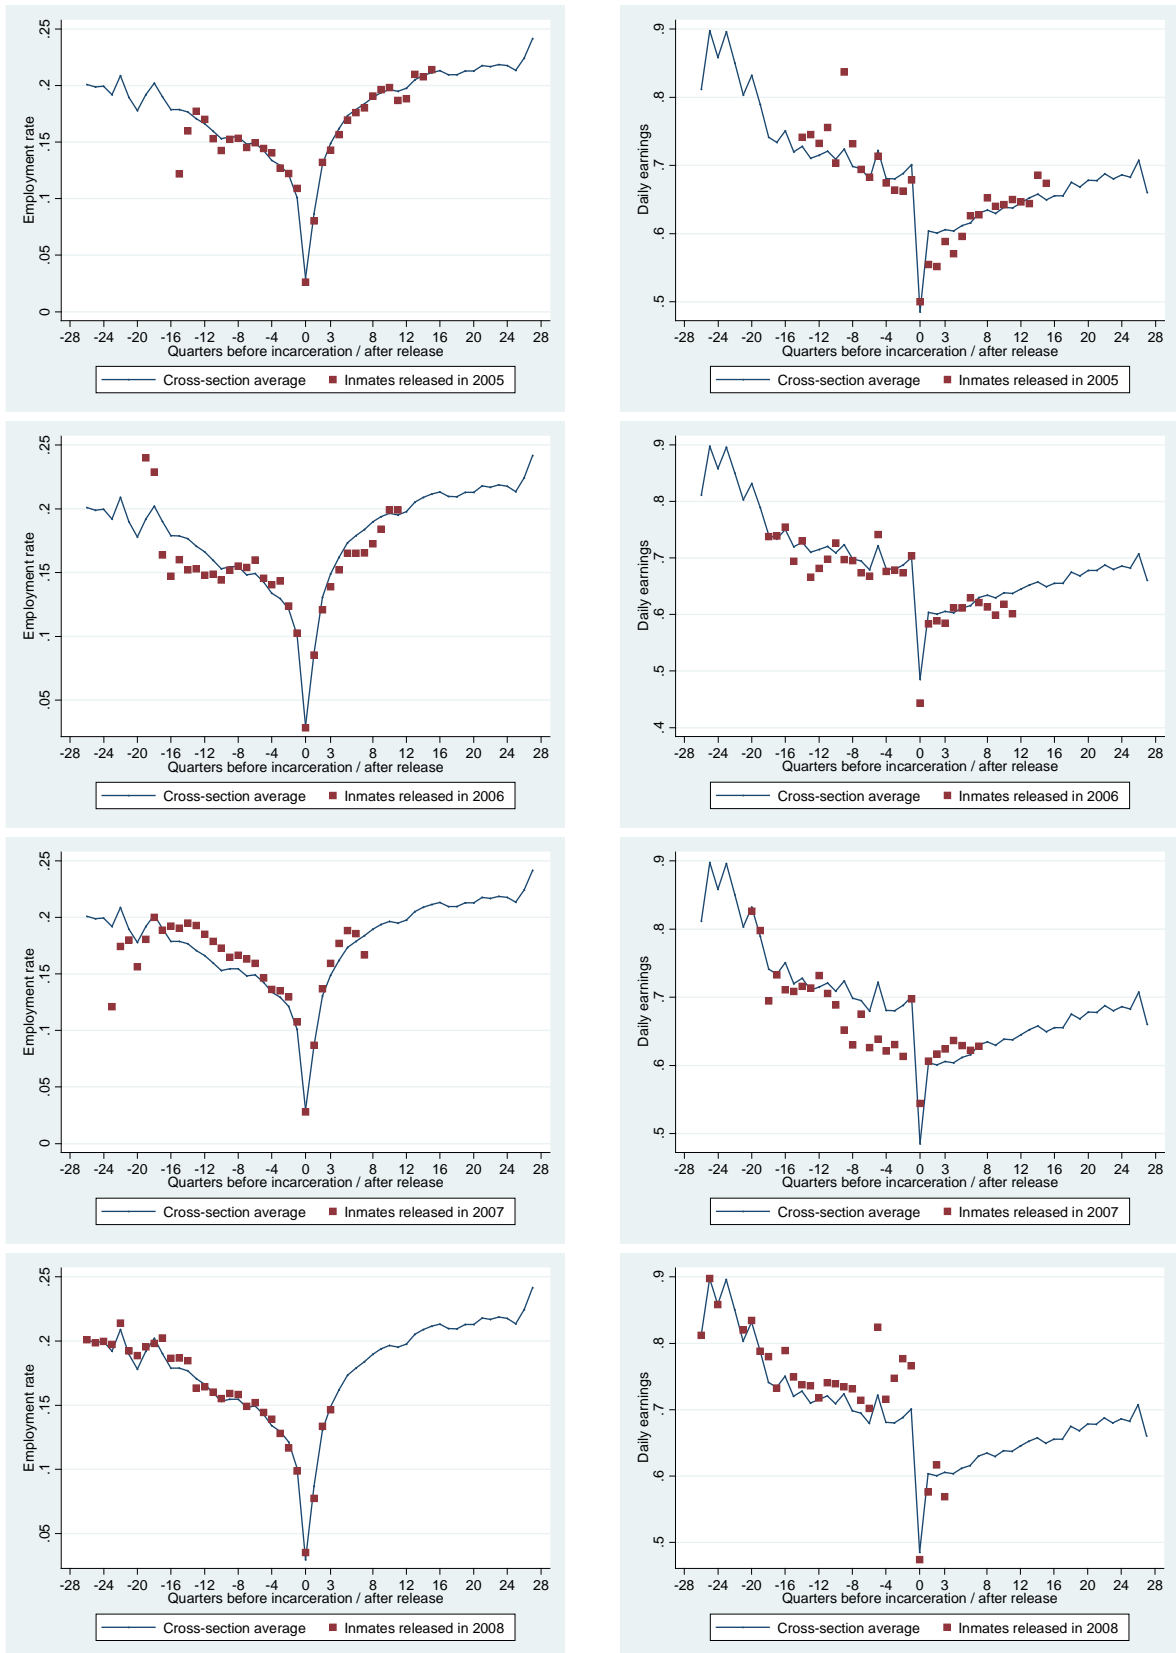 Employment rate
0 .05 .1 .15 .2 .25
-28 -24 -20 -16 -12 -8 -4 0 3 8 12 16 20 24 28
Quarters before incarceration / after release
Cross-section average Inmates released in 2005
Daily earnings
.5 .6 .7 .8 .9
-28 -24 -20 -16 -12 -8 -4 0 3 8 12 16 20 24 28
Quarters before incarceration / after release
Cross-section average Inmates released in 2005
Employment rate
.05 .1 .15 .2 .25
-28 -24 -20 -16 -12 -8 -4 0 3 8 12 16 20 24 28
Quarters before incarceration / after release
Cross-section average Inmates released in 2006
Daily earnings
.4 .5 .6 .7 .8 .9
-28 -24 -20 -16 -12 -8 -4 0 3 8 12 16 20 24 28
Quarters before incarceration / after release
Cross-section average Inmates released in 2006
Employment rate
0 .05 .1 .15 .2 .25
-28 -24 -20 -16 -12 -8 -4 0 3 8 12 16 20 24 28
Quarters before incarceration / after release
Cross-section average Inmates released in 2007
Daily earnings
.5 .6 .7 .8 .9
-28 -24 -20 -16 -12 -8 -4 0 3 8 12 16 20 24 28
Quarters before incarceration / after release
Cross-section average Inmates released in 2007
Employment rate
.05 .1 .15 .2 .25
-28 -24 -20 -16 -12 -8 -4 0 3 8 12 16 20 24 28
Quarters before incarceration / after release
Cross-section average Inmates released in 2008
Daily earnings
.5 .6 .7 .8 .9
-28 -24 -20 -16 -12 -8 -4 0 3 8 12 16 20 24 28
Quarters before incarceration / after release
Cross-section average Inmates released in 2008